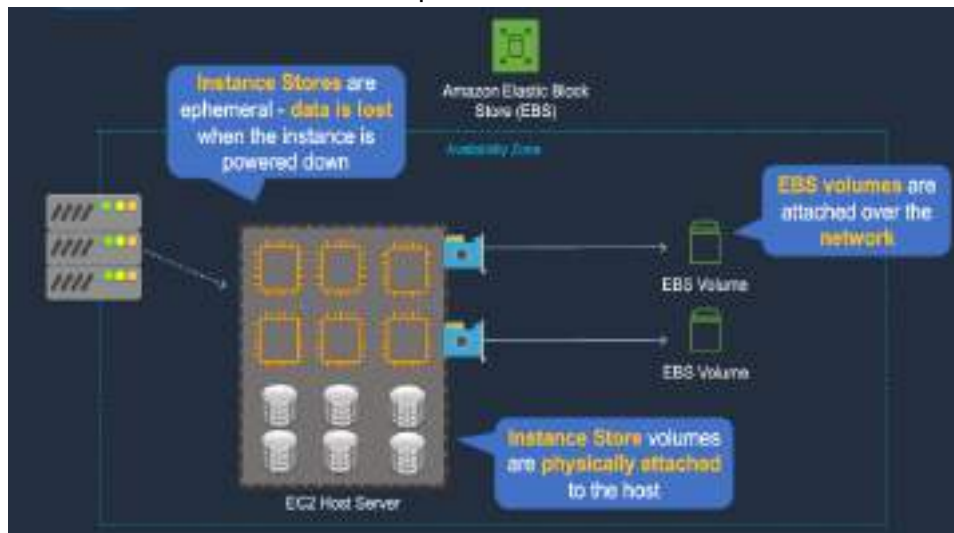 Amazon Elastic Block
Store (EBS)
Instance Stores are
ephemeral - data is lost
when the instance is
powered down
Availability Zone
EBS volumes are
attached over the
network
EBS Volume
EBS Volume
Instance Store volumes
are physically attached
to the host
EC2 Host Server